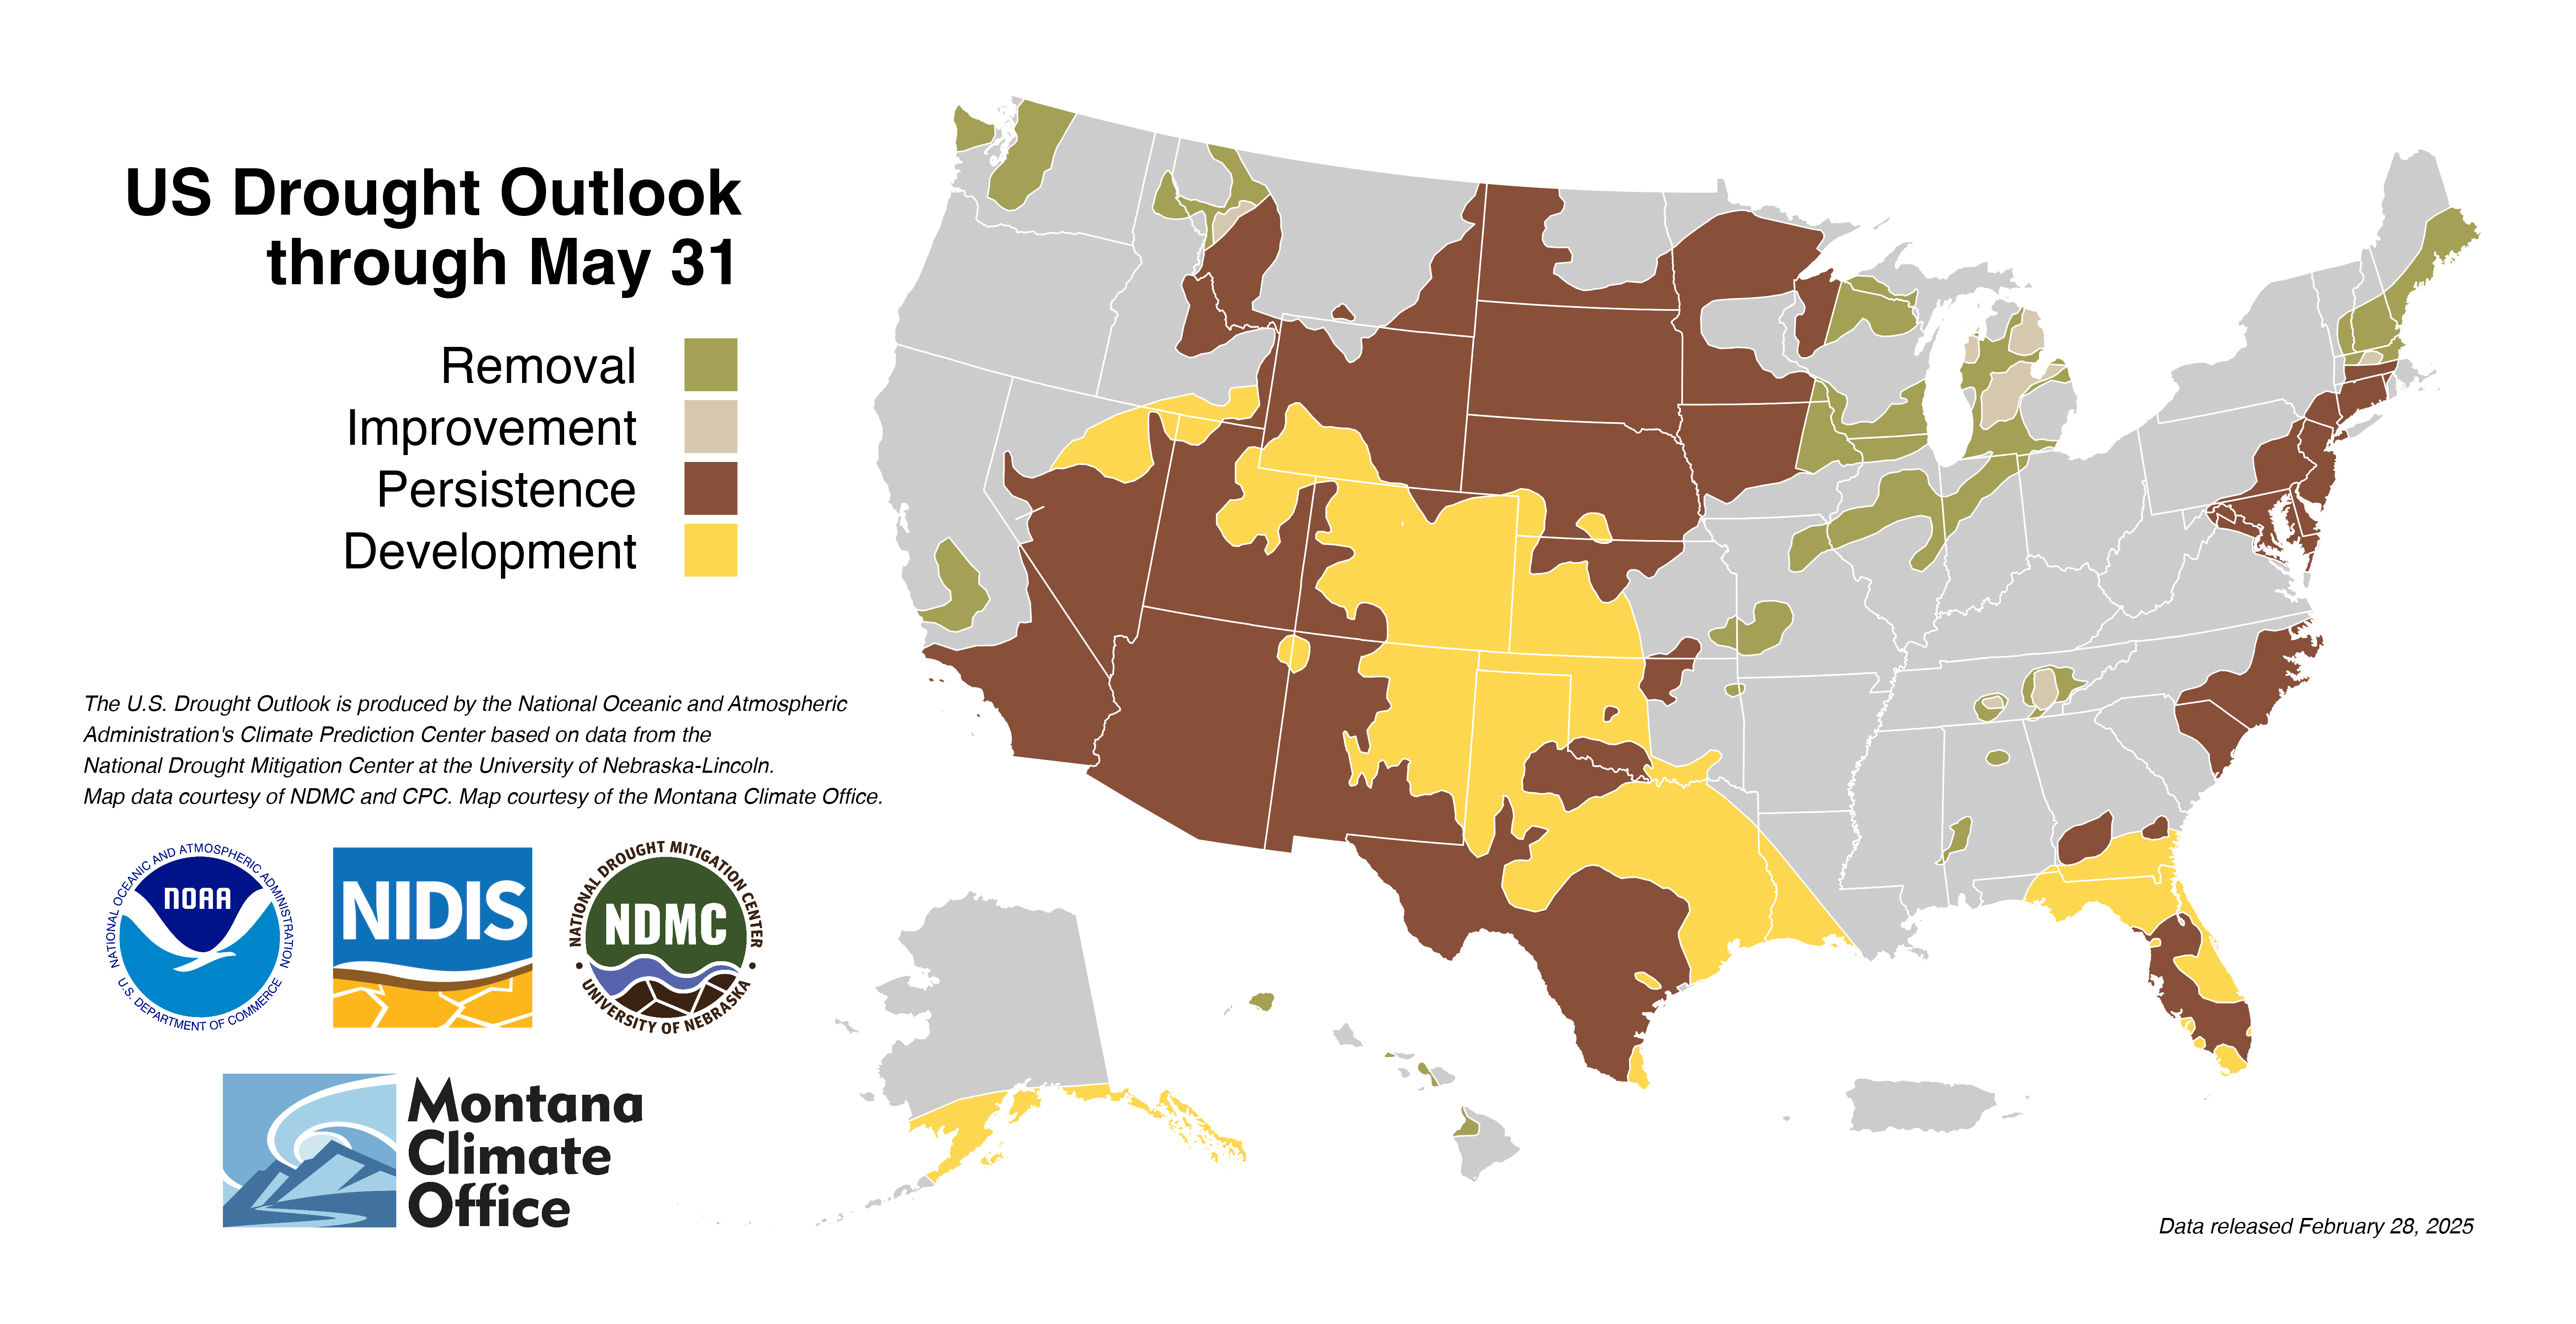 US Drought Outlook
through May 31
Removal
Improvement
Persistence
Development
The U.S. Drought Outlook is produced by the National Oceanic and Atmospheric
Administration's Climate Prediction Center based on data from the
National Drought Mitigation Center at the University of Nebraska-Lincoln.
Map data courtesy of NDMC and CPC. Map courtesy of the Montana Climate Office.
NATIONAL OCEANIC AND ATMOSPHERIC ADMINISTRATION
NOAA
U.S. DEPARTMENT OF COMMERCE
NIDIS
NATIONAL DROUGHT MITIGATION CENTER
NDMC
UNIVERSITY OF NEBRASKA
Montana
Climate
Office
Data released February 28, 2025